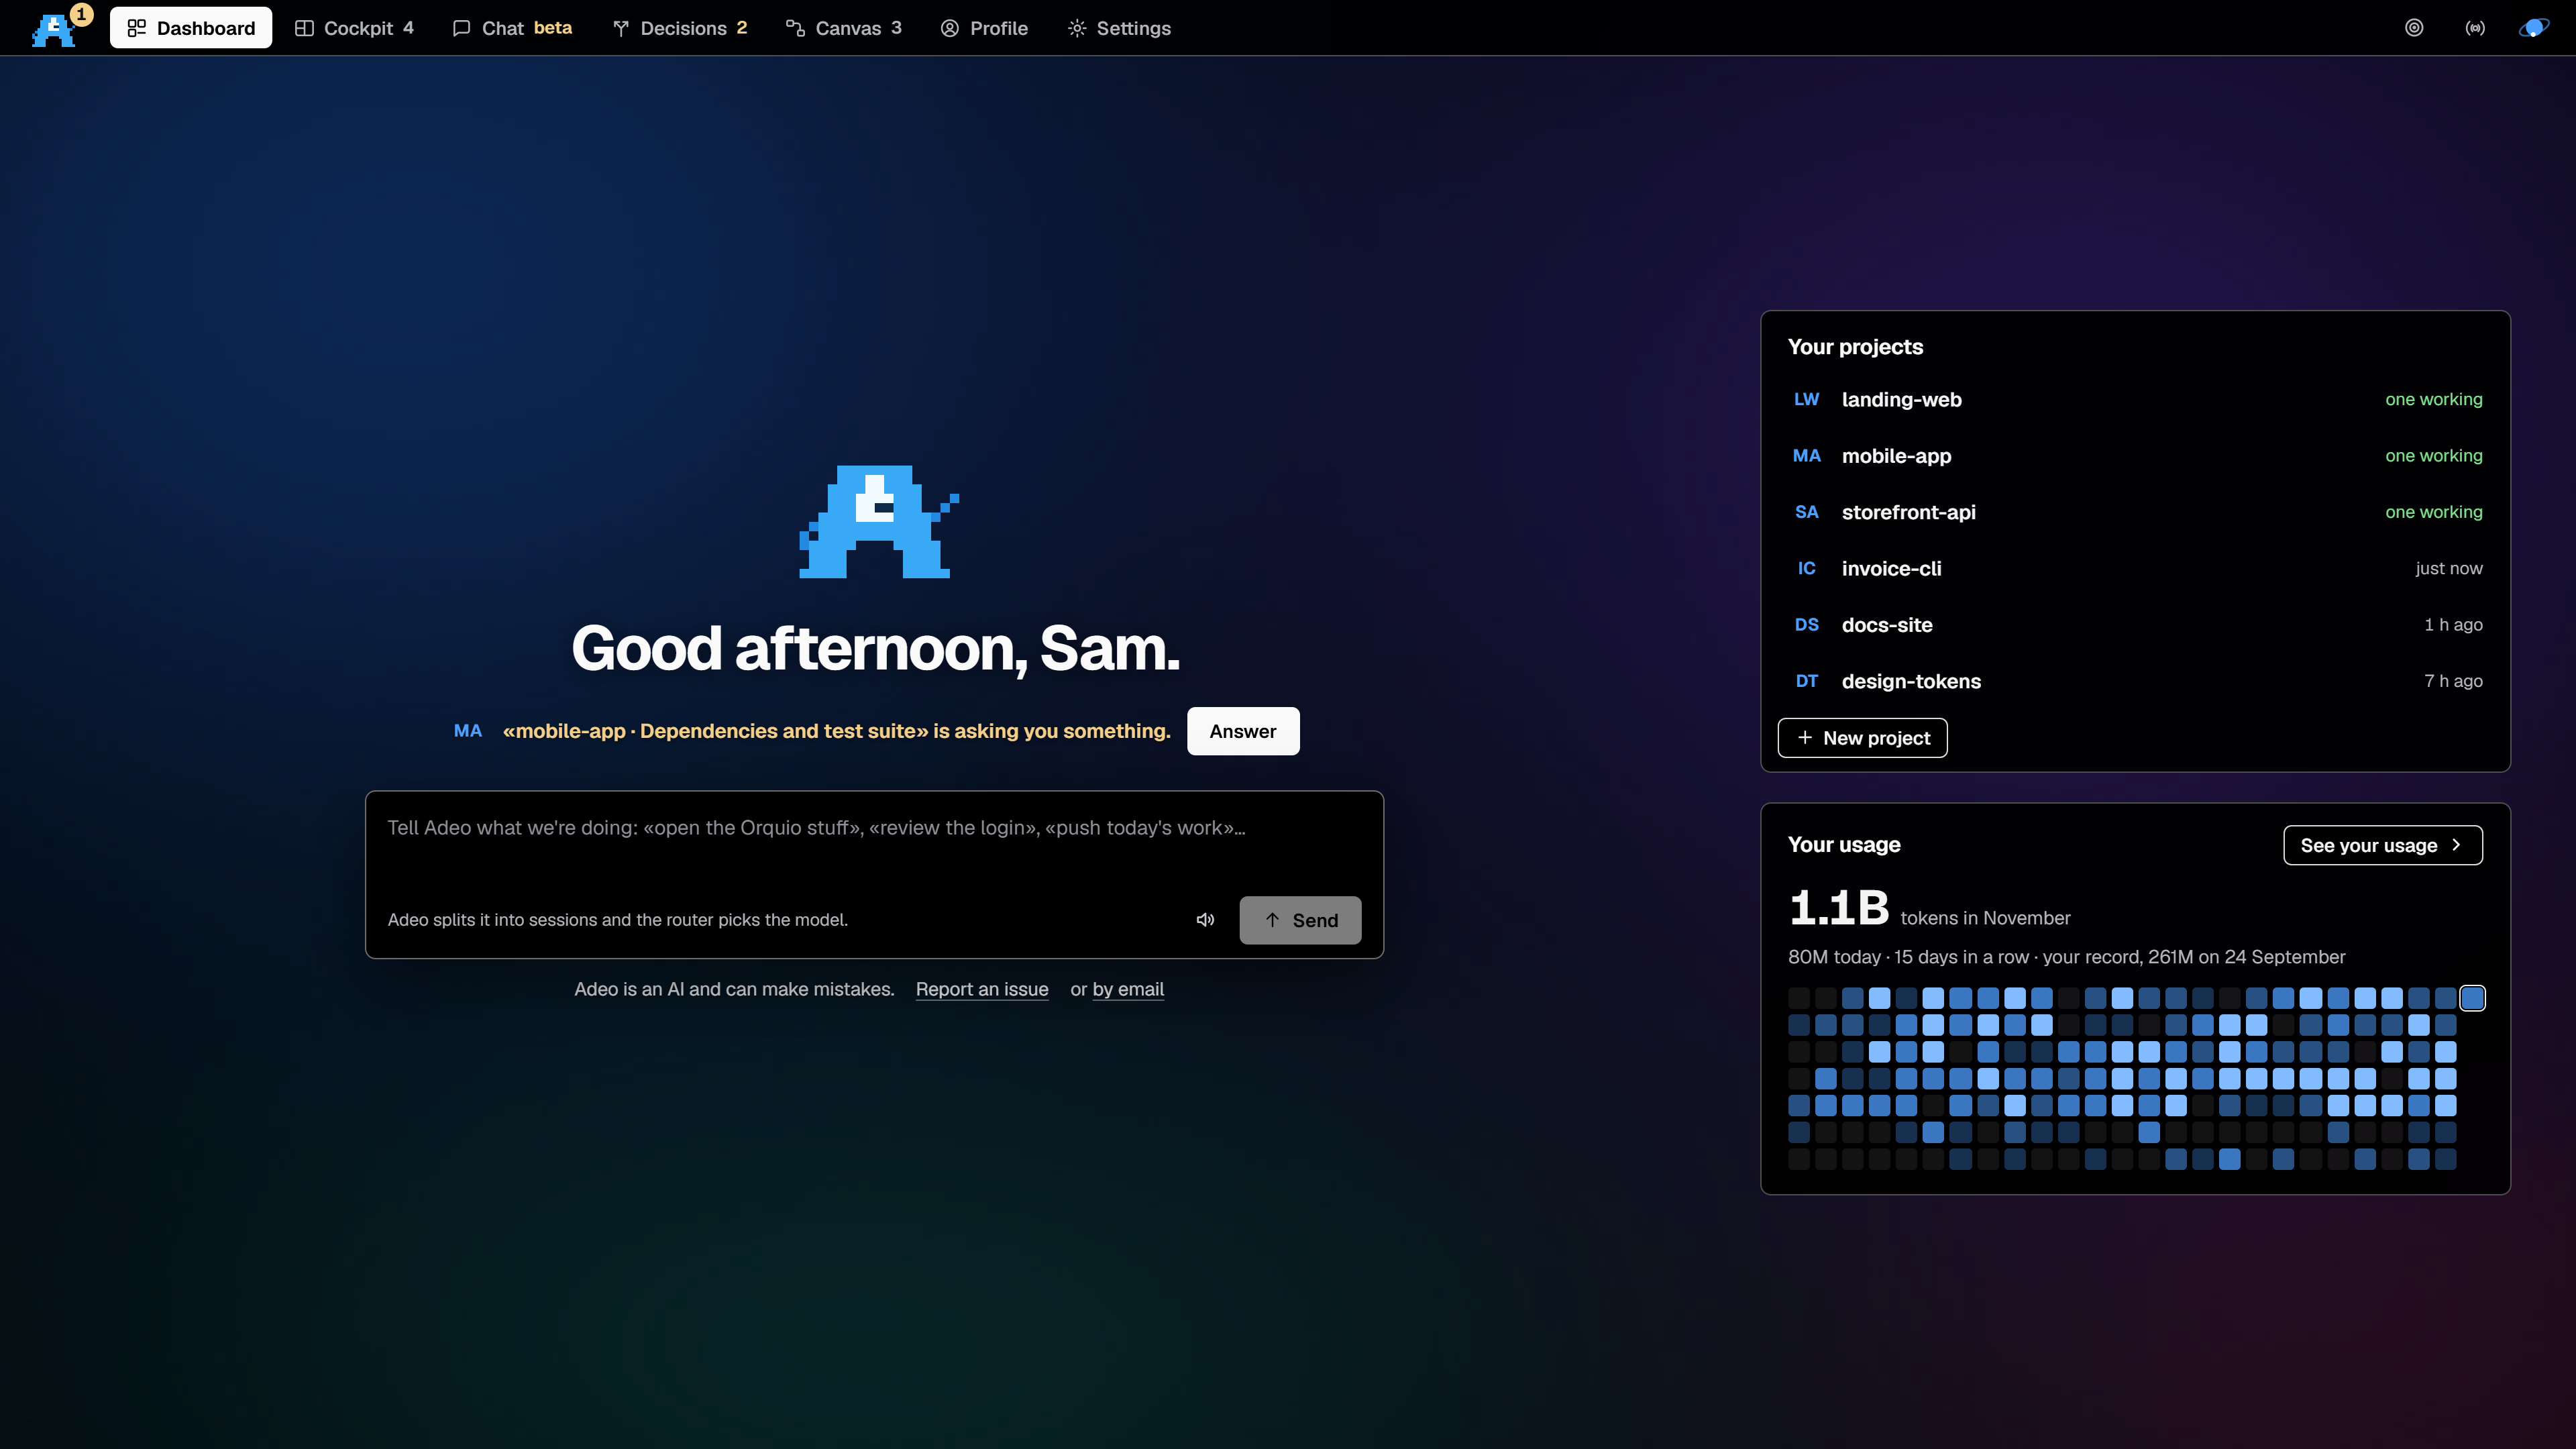 1
Dashboard
Cockpit 4
Chat beta
Decisions 2
Canvas 3
Profile
Settings
Good afternoon, Sam.
MA «mobile-app · Dependencies and test suite» is asking you something. Answer
Tell Adeo what we're doing: «open the Orquio stuff», «review the login», «push today's work»...
Adeo splits it into sessions and the router picks the model. Send
Adeo is an AI and can make mistakes. Report an issue or by email
Your projects
LW landing-web one working
MA mobile-app one working
SA storefront-api one working
IC invoice-cli just now
DS docs-site 1 h ago
DT design-tokens 7 h ago
New project
Your usage See your usage
1.1B tokens in November
80M today · 15 days in a row · your record, 261M on 24 September